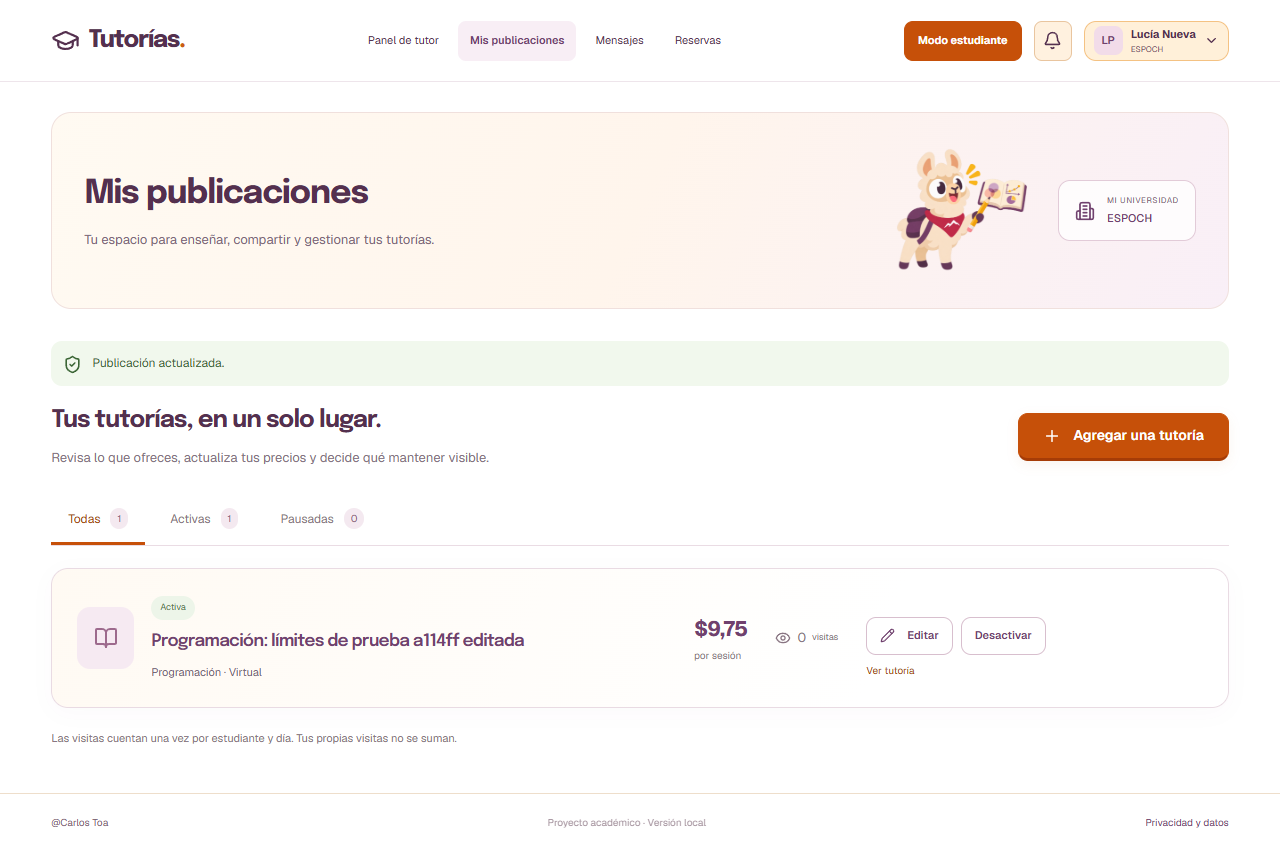 Tutorías.
Panel de tutor
Mis publicaciones
Mensajes
Reservas
Modo estudiante
LP
Lucía Nueva
ESPOCH
Mis publicaciones
Tu espacio para enseñar, compartir y gestionar tus tutorías.
MI UNIVERSIDAD
ESPOCH
Publicación actualizada.
Tus tutorías, en un solo lugar.
Revisa lo que ofreces, actualiza tus precios y decide qué mantener visible.
Agregar una tutoría
Todas 1
Activas 1
Pausadas 0
Activa
Programación: límites de prueba a114ff editada
Programación · Virtual
$9,75
por sesión
0 visitas
Editar
Desactivar
Ver tutoría
Las visitas cuentan una vez por estudiante y día. Tus propias visitas no se suman.
@Carlos Toa
Proyecto académico · Versión local
Privacidad y datos